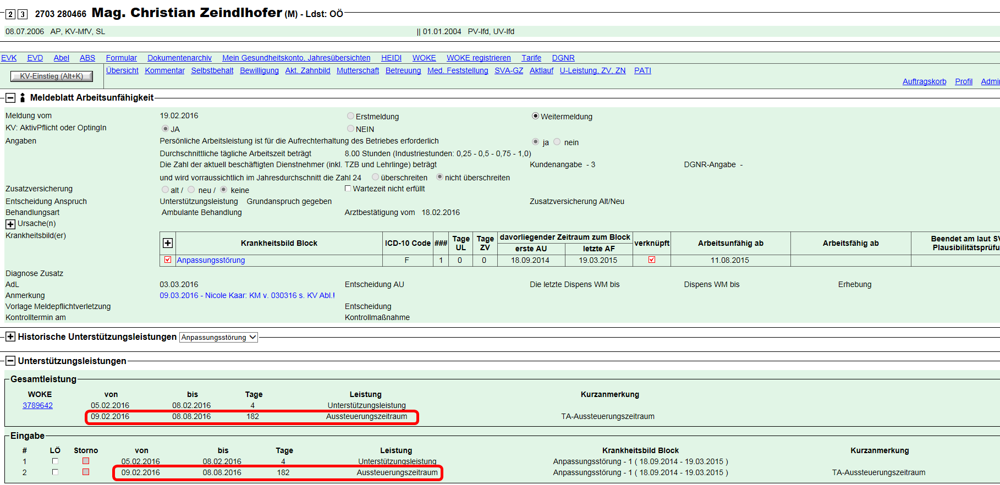 2 3 2703 280466 Mag. Christian Zeindlhofer (M) - Ldst: OÖ
08.07.2006 AP, KV-MfV, SL || 01.01.2004 PV-lfd, UV-lfd
EVK EVD Abel ABS Formular Dokumentenarchiv Mein Gesundheitskonto, Jahresübersichten HEIDI WOKE WOKE registrieren Tarife DGNR
KV-Einstieg (Alt+K) Übersicht Kommentar Selbstbehalt Bewilligung Akt. Zahnbild Mutterschaft Betreuung Med. Feststellung SVA-GZ Aktlauf U-Leistung, ZV, ZN PATI
Auftragskorb Profil Admin
Meldeblatt Arbeitsunfähigkeit
Meldung vom 19.02.2016 Erstmeldung Weitermeldung
KV: AktivPflicht oder OptingIn JA NEIN
Angaben Persönliche Arbeitsleistung ist für die Aufrechterhaltung des Betriebes erforderlich ja nein
Durchschnittliche tägliche Arbeitszeit beträgt 8.00 Stunden (Industriestunden: 0,25 - 0,5 - 0,75 - 1,0)
Die Zahl der aktuell beschäftigten Dienstnehmer (inkl. TZB und Lehrlinge) beträgt Kundenangabe - 3 DGNR-Angabe -
und wird vorraussichtlich im Jahresdurchschnitt die Zahl 24 überschreiten nicht überschreiten
Zusatzversicherung alt / neu / keine Wartezeit nicht erfüllt
Entscheidung Anspruch Unterstützungsleistung Grundanspruch gegeben Zusatzversicherung Alt/Neu
Behandlungsart Ambulante Behandlung Arztbestätigung vom 18.02.2016
Ursache(n)
Krankheitsbild(er)
Krankheitsbild Block ICD-10 Code ### Tage UL Tage ZV davorliegender Zeitraum zum Block erste AU letzte AF verknüpft Arbeitsunfähig ab Arbeitsfähig ab Beendet am laut SV Plausibilitätsprüfu
Anpassungsstörung F 1 0 0 18.09.2014 19.03.2015 11.08.2015
Diagnose Zusatz
AdL 03.03.2016 Entscheidung AU Die letzte Dispens WM bis Dispens WM bis Erhebung
Anmerkung 09.03.2016 - Nicole Kaar: KM v. 030316 s. KV Abl.!
Vorlage Meldepflichtverletzung Entscheidung
Kontrolltermin am Kontrollmaßnahme
Historische Unterstützungsleistungen Anpassungsstörung
Unterstützungsleistungen
Gesamtleistung
WOKE von bis Tage Leistung Kurzanmerkung
3789642 05.02.2016 08.02.2016 4 Unterstützungsleistung
09.02.2016 08.08.2016 182 Aussteuerungszeitraum TA-Aussteuerungszeitraum
Eingabe
# LÖ Storno von bis Tage Leistung Krankheitsbild Block Kurzanmerkung
1 05.02.2016 08.02.2016 4 Unterstützungsleistung Anpassungsstörung - 1 ( 18.09.2014 - 19.03.2015 )
2 09.02.2016 08.08.2016 182 Aussteuerungszeitraum Anpassungsstörung - 1 ( 18.09.2014 - 19.03.2015 ) TA-Aussteuerungszeitraum